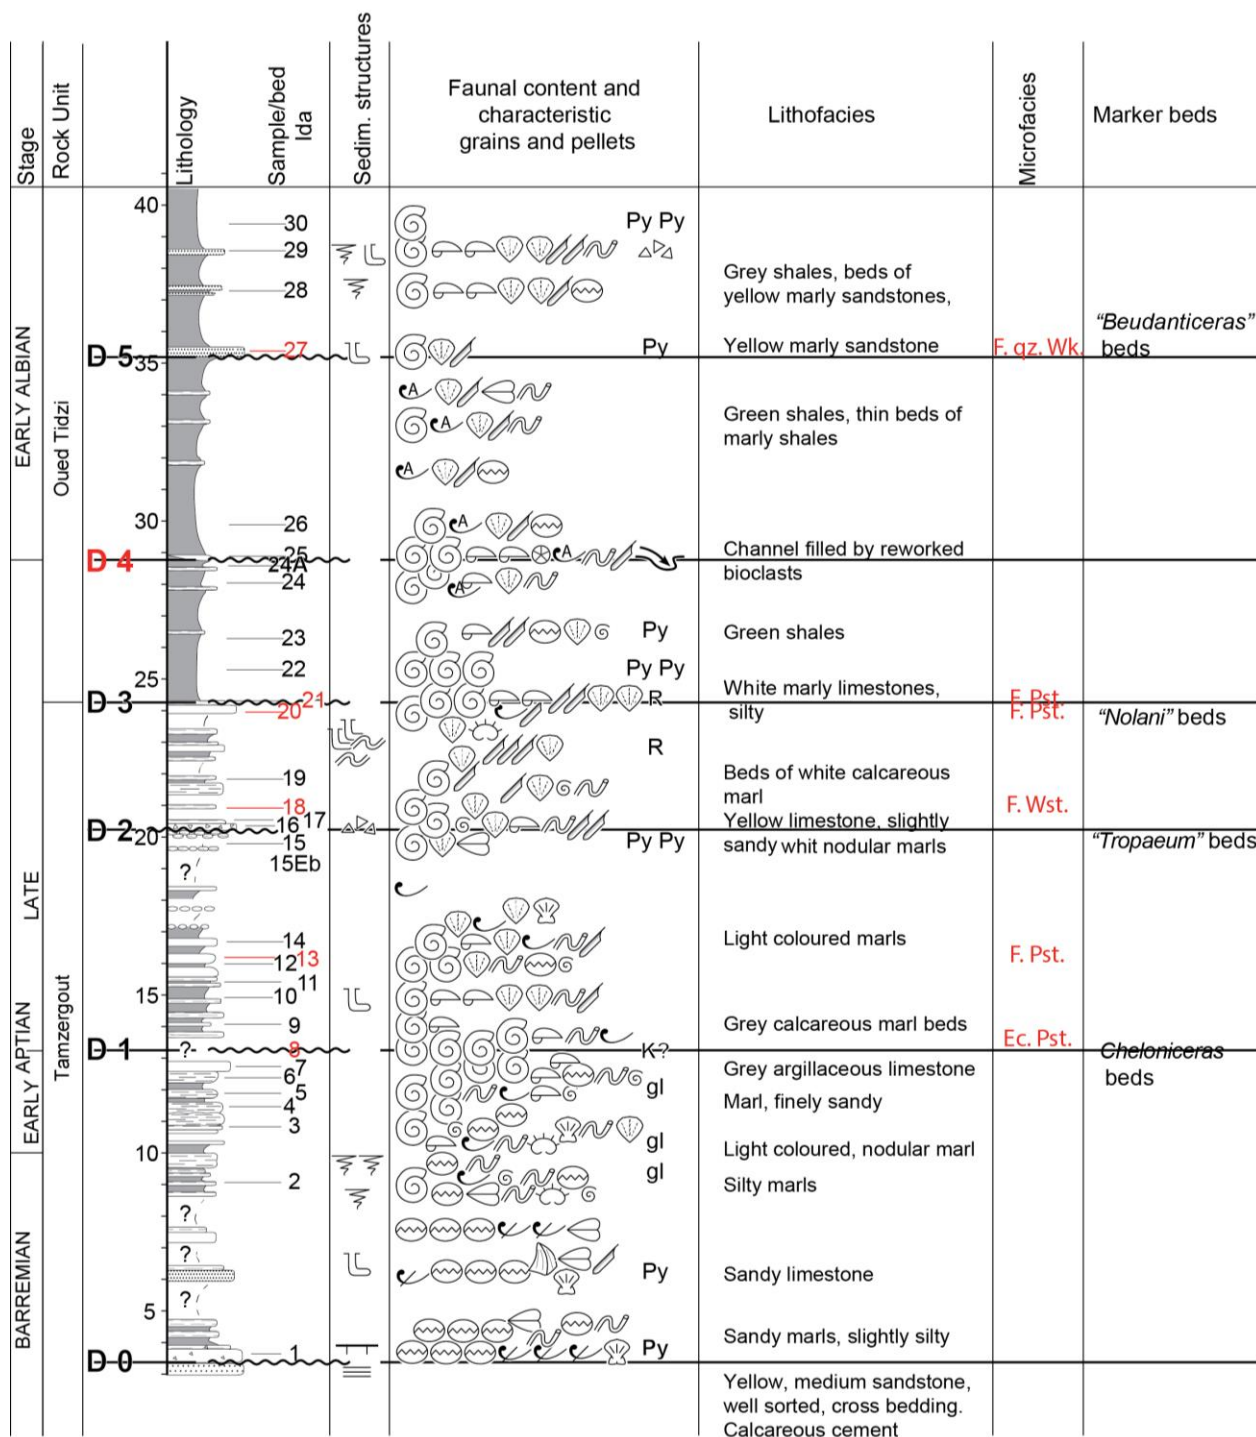 Stage
Rock Unit
Lithology
Sample/bed
Ida
Sedim. structures
Faunal content and
characteristic
grains and pellets
Lithofacies
Microfacies
Marker beds
EARLY ALBIAN
LATE
EARLY APTIAN
BARREMIAN
Oued Tidzi
Tamzergout
40
30
Py Py
29
Grey shales, beds of
yellow marly sandstones,
28
"Beudanticeras"
beds
D 5
35
27
Py
Yellow marly sandstone
F. qz. Wk.
A
A
Green shales, thin beds of
marly shales
A
30
26
A
D 4
25
24A
A
Channel filled by reworked
bioclasts
24
A
23
Py
Green shales
25
22
Py Py
D 3
21
20
R
White marly limestones,
silty
F. Pst.
F. Pst.
"Nolani" beds
R
19
Beds of white calcareous
marl
18
F. Wst.
D 2
20
17
16
Yellow limestone, slightly
sandy whit nodular marls
15
Py Py
"Tropaeum" beds
15Eb
?
14
Light coloured marls
13
12
F. Pst.
11
15
10
9
Grey calcareous marl beds
Ec. Pst.
D 1
?
8
K?
Cheloniceras
beds
7
Grey argillaceous limestone
6
gl
5
Marl, finely sandy
4
3
gl
10
Light coloured, nodular marl
gl
2
Silty marls
?
?
Py
Sandy limestone
?
5
Sandy marls, slightly silty
D 0
1
Py
Yellow, medium sandstone,
well sorted, cross bedding.
Calcareous cement